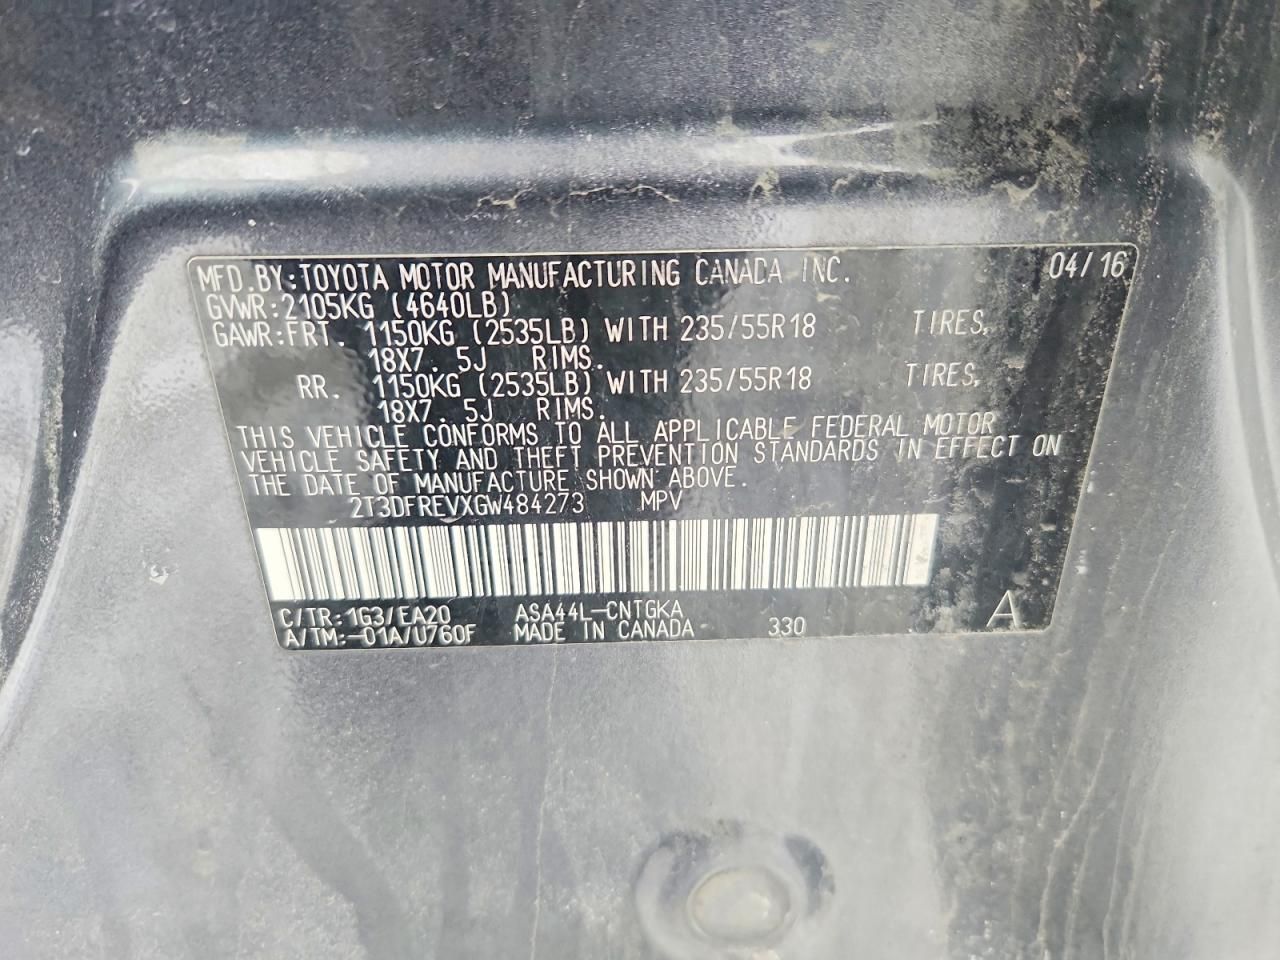 MFD.BY:TOYOTA MOTOR MANUFACTURING CANADA INC. 04/16
GVWR:2105KG (4640LB)
GAWR:FRT. 1150KG (2535LB) WITH 235/55R18 TIRES,
18X7.5J RIMS.
RR. 1150KG (2535LB) WITH 235/55R18 TIRES,
18X7.5J RIMS.
THIS VEHICLE CONFORMS TO ALL APPLICABLE FEDERAL MOTOR
VEHICLE SAFETY AND THEFT PREVENTION STANDARDS IN EFFECT ON
THE DATE OF MANUFACTURE SHOWN ABOVE.
2T3DFREVXGW484273 MPV
C/TR:1G3/EA20 ASA44L-CNTGKA
A/TM:-01A/U760F MADE IN CANADA 330 A